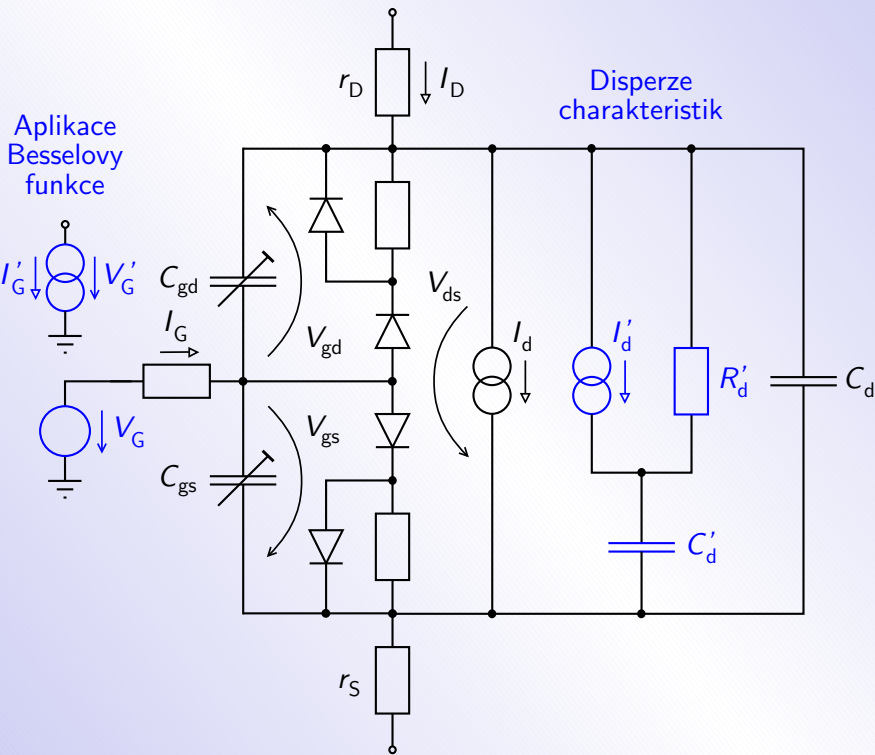 r_D
I_D
Disperze
charakteristik
Aplikace
Besselovy
funkce
I'_G
V'_G
C_gd
I_G
V_gd
V_ds
I_d
I'_d
R'_d
C_d
V_G
V_gs
C_gs
C'_d
r_S